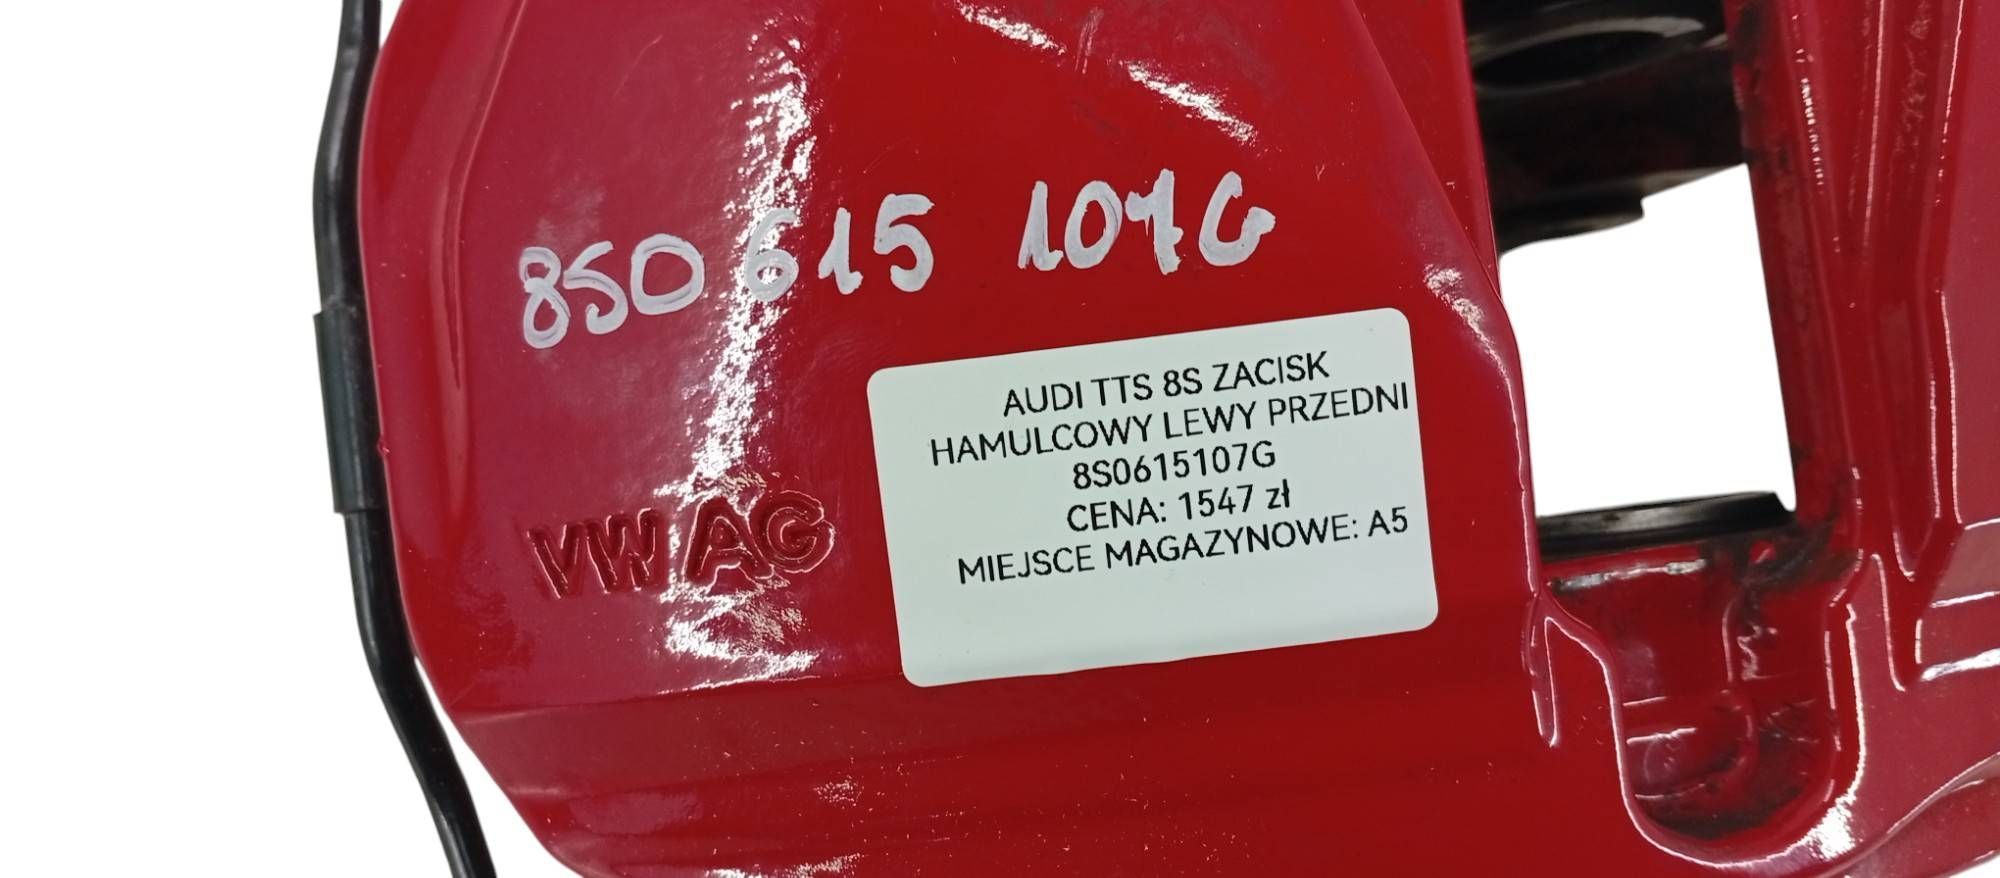 8S0 615 107G
VW AG
AUDI TTS 8S ZACISK
HAMULCOWY LEWY PRZEDNI
8S0615107G
CENA: 1547 zł
MIEJSCE MAGAZYNOWE: A5